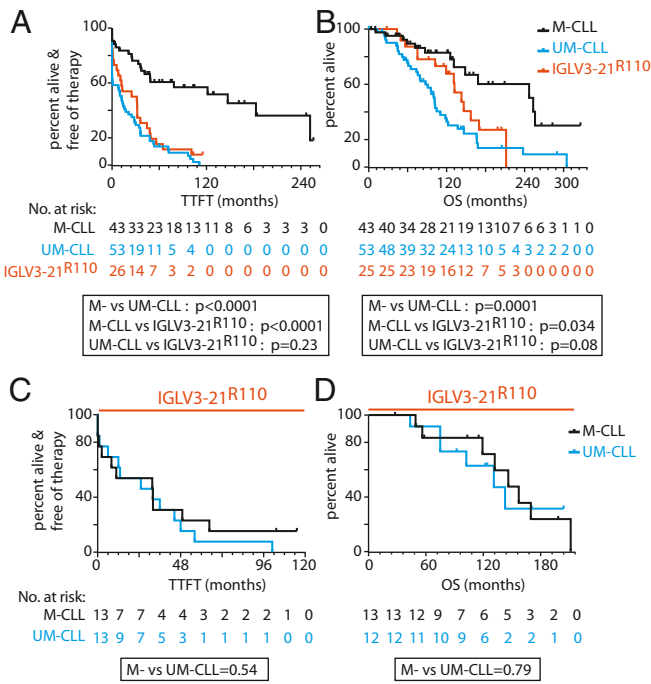 A
percent alive &
free of therapy
100
60
20
0
0
120
240
TTFT (months)
B
percent alive
100
60
20
0
0
60
120
180
240
300
OS (months)
M-CLL
UM-CLL
IGLV3-21R110
No. at risk:
M-CLL 43 33 23 18 13 11 8 6 3 3 3 0
UM-CLL 53 19 11 5 4 0 0 0 0 0 0 0
IGLV3-21R110 26 14 7 3 2 0 0 0 0 0 0 0
43 40 34 28 21 19 13 10 7 6 6 3 1 1 0
53 48 39 32 24 13 10 5 4 3 2 2 0 0
25 25 23 19 16 12 7 5 3 0 0 0 0 0 0
M- vs UM-CLL : p<0.0001
M-CLL vs IGLV3-21R110 : p<0.0001
UM-CLL vs IGLV3-21R110 : p=0.23
M- vs UM-CLL : p=0.0001
M-CLL vs IGLV3-21R110 : p=0.034
UM-CLL vs IGLV3-21R110 : p=0.08
C
IGLV3-21R110
percent alive &
free of therapy
100
80
40
0
0
48
96
120
TTFT (months)
D
IGLV3-21R110
percent alive
100
80
40
0
0
60
120
180
OS (months)
M-CLL
UM-CLL
No. at risk:
M-CLL 13 7 7 4 4 3 2 2 2 1 0
UM-CLL 13 9 7 5 3 1 1 1 1 0 0
13 13 12 9 7 6 5 3 2 0
12 12 11 10 9 6 2 2 1 0
M- vs UM-CLL=0.54
M- vs UM-CLL=0.79